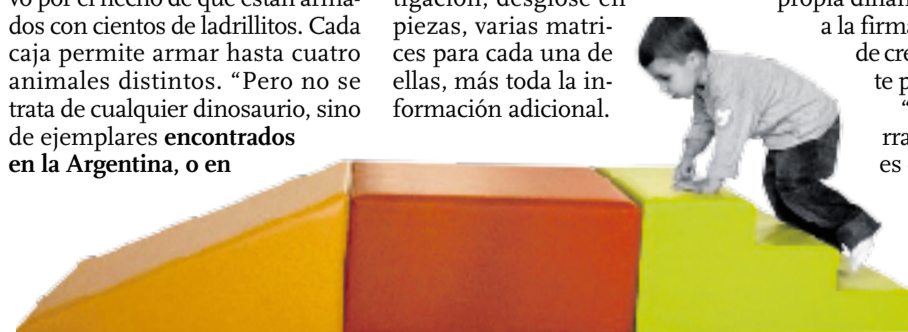 vo por el hecho de que están arma-
dos con cientos de ladrillitos. Cada
caja permite armar hasta cuatro
animales distintos. “Pero no se
trata de cualquier dinosaurio, sino
de ejemplares encontrados
en la Argentina, o en
tigación, desglose en
piezas, varias matri-
ces para cada una de
ellas, más toda la in-
formación adicional.
a la firma
de cre
te p
“
rra
es